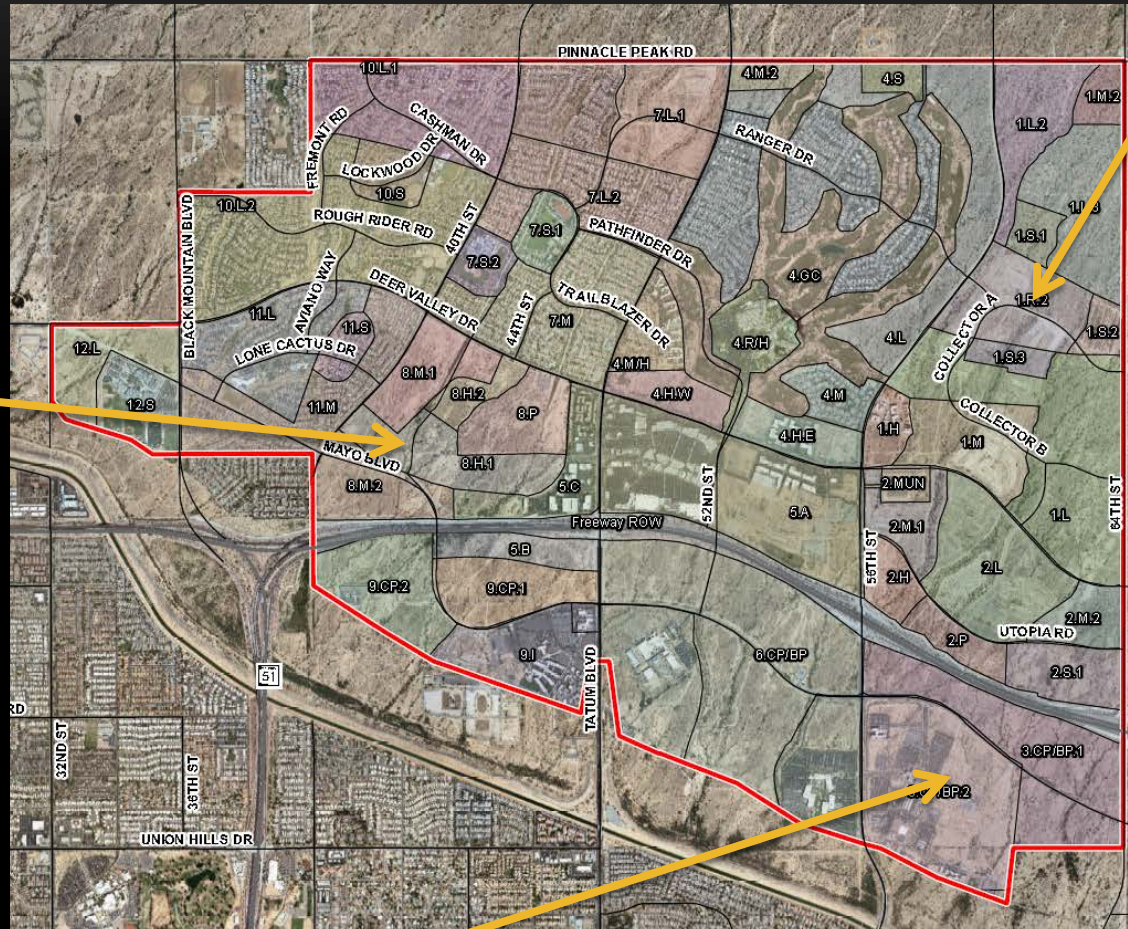 PINNACLE PEAK RD
10.L.1
4.M.2
4.S
1.M.2
FREMONT RD
CASHMAN DR
7.L.1
1.L.2
LOCKWOOD DR
RANGER DR
10.S
10.L.2
7.L.2
ROUGH RIDER RD
40TH ST
7.S.1
PATHFINDER DR
1.S.1
BLACK MOUNTAIN BLVD
7.S.2
4.GC
AVIANO WAY
DEER VALLEY DR
44TH ST
TRAILBLAZER DR
1.R.2
COLLECTOR A
11.L
11.S
7.M
4.R/H
4.L
1.S.2
12.L
LONE CACTUS DR
4.M/H
1.S.3
8.M.1
8.H.2
4.H.W
4.M
12.S
11.M
8.P
COLLECTOR B
4.H.E
1.H
1.M
MAYO BLVD
8.H.1
8.M.2
5.C
52ND ST
2.MUN
64TH ST
5.A
1.L
Freeway ROW
2.M.1
5.B
56TH ST
2.H
2.L
9.CP.2
9.CP.1
2.M.2
UTOPIA RD
2.P
9.I
6.CP/BP
2.S.1
51
TATUM BLVD
RD
32ND ST
36TH ST
3.CP/BP.1
/BP.2
UNION HILLS DR